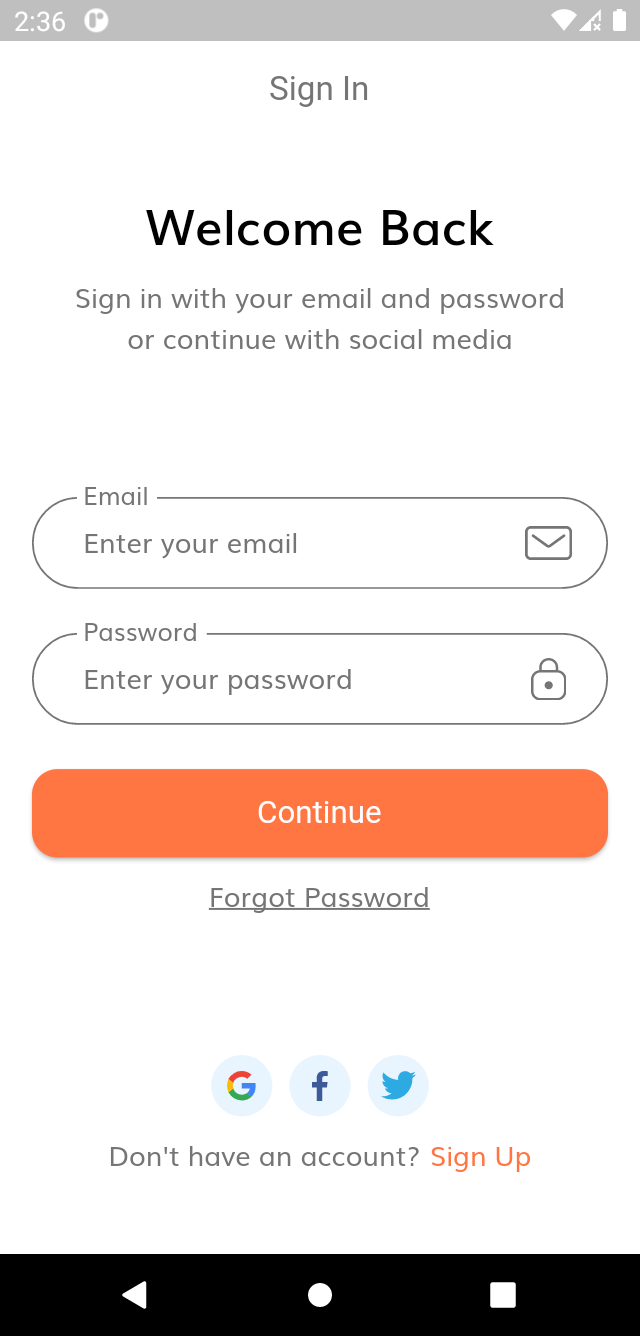 2:36
Sign In
Welcome Back
Sign in with your email and password
or continue with social media
Email
Enter your email
Password
Enter your password
Continue
Forgot Password
Don't have an account? Sign Up